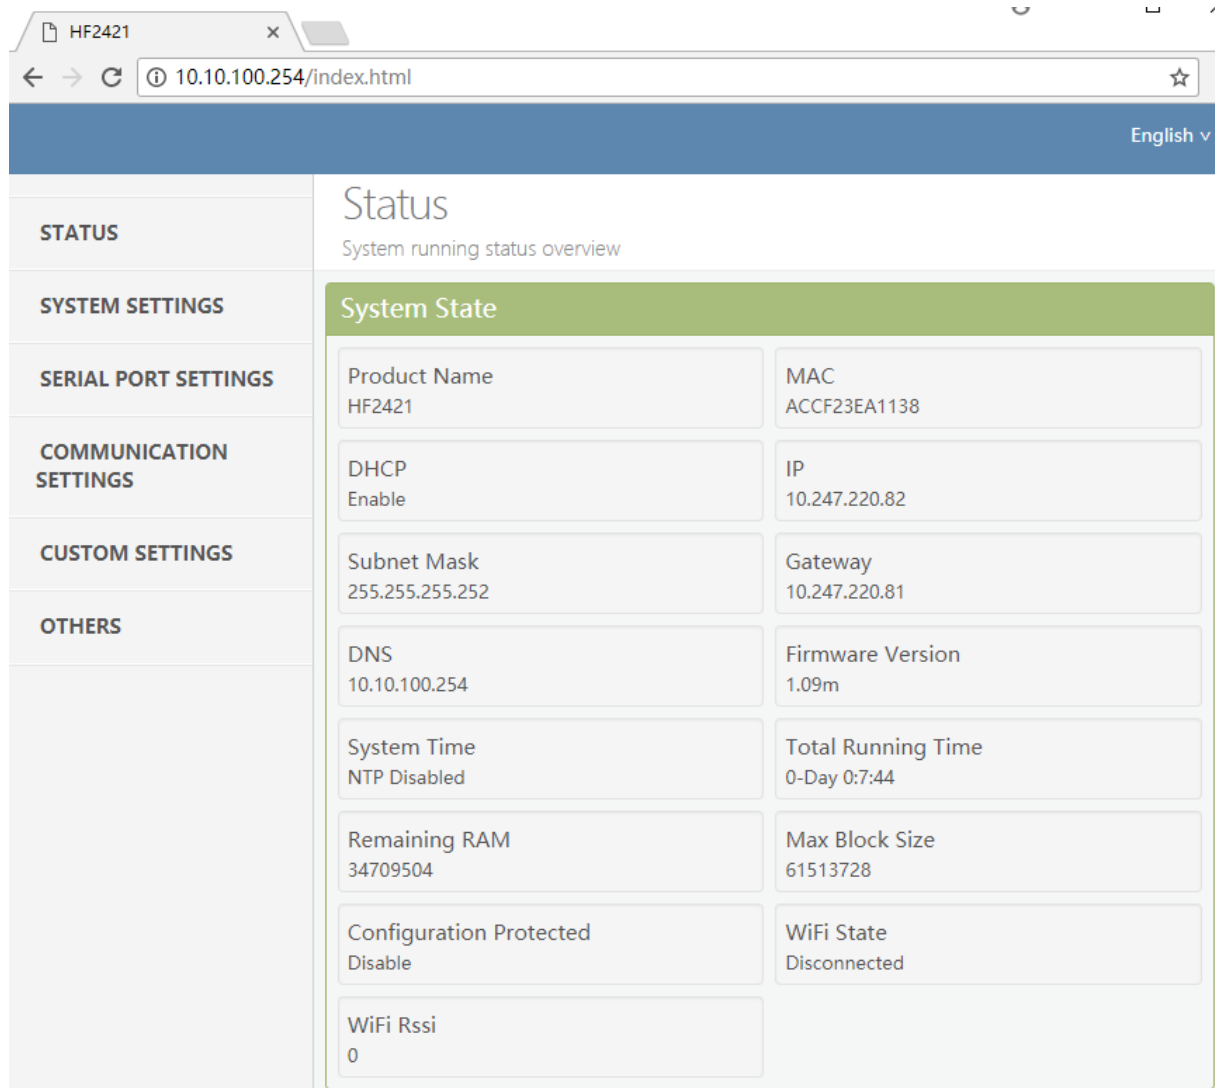 HF2421
10.10.100.254/index.html
English
STATUS
SYSTEM SETTINGS
SERIAL PORT SETTINGS
COMMUNICATION
SETTINGS
CUSTOM SETTINGS
OTHERS
Status
System running status overview
System State
Product Name
HF2421
MAC
ACCF23EA1138
DHCP
Enable
IP
10.247.220.82
Subnet Mask
255.255.255.252
Gateway
10.247.220.81
DNS
10.10.100.254
Firmware Version
1.09m
System Time
NTP Disabled
Total Running Time
0-Day 0:7:44
Remaining RAM
34709504
Max Block Size
61513728
Configuration Protected
Disable
WiFi State
Disconnected
WiFi Rssi
0